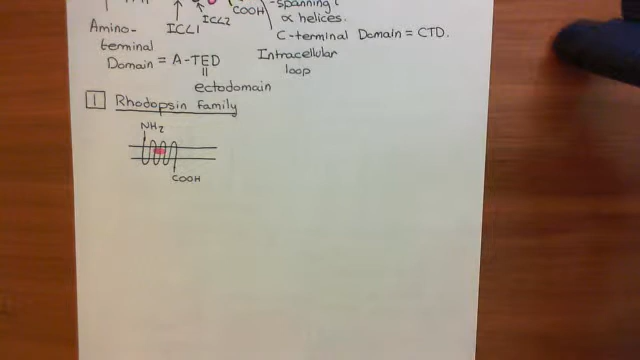 -spanning
COOH
α helices.
ICL1
ICL2
C-terminal Domain = CTD.
Amino-
terminal
Domain = A-TED
ectodomain
Intracellular
loop
1 Rhodopsin Family
NH2
COOH